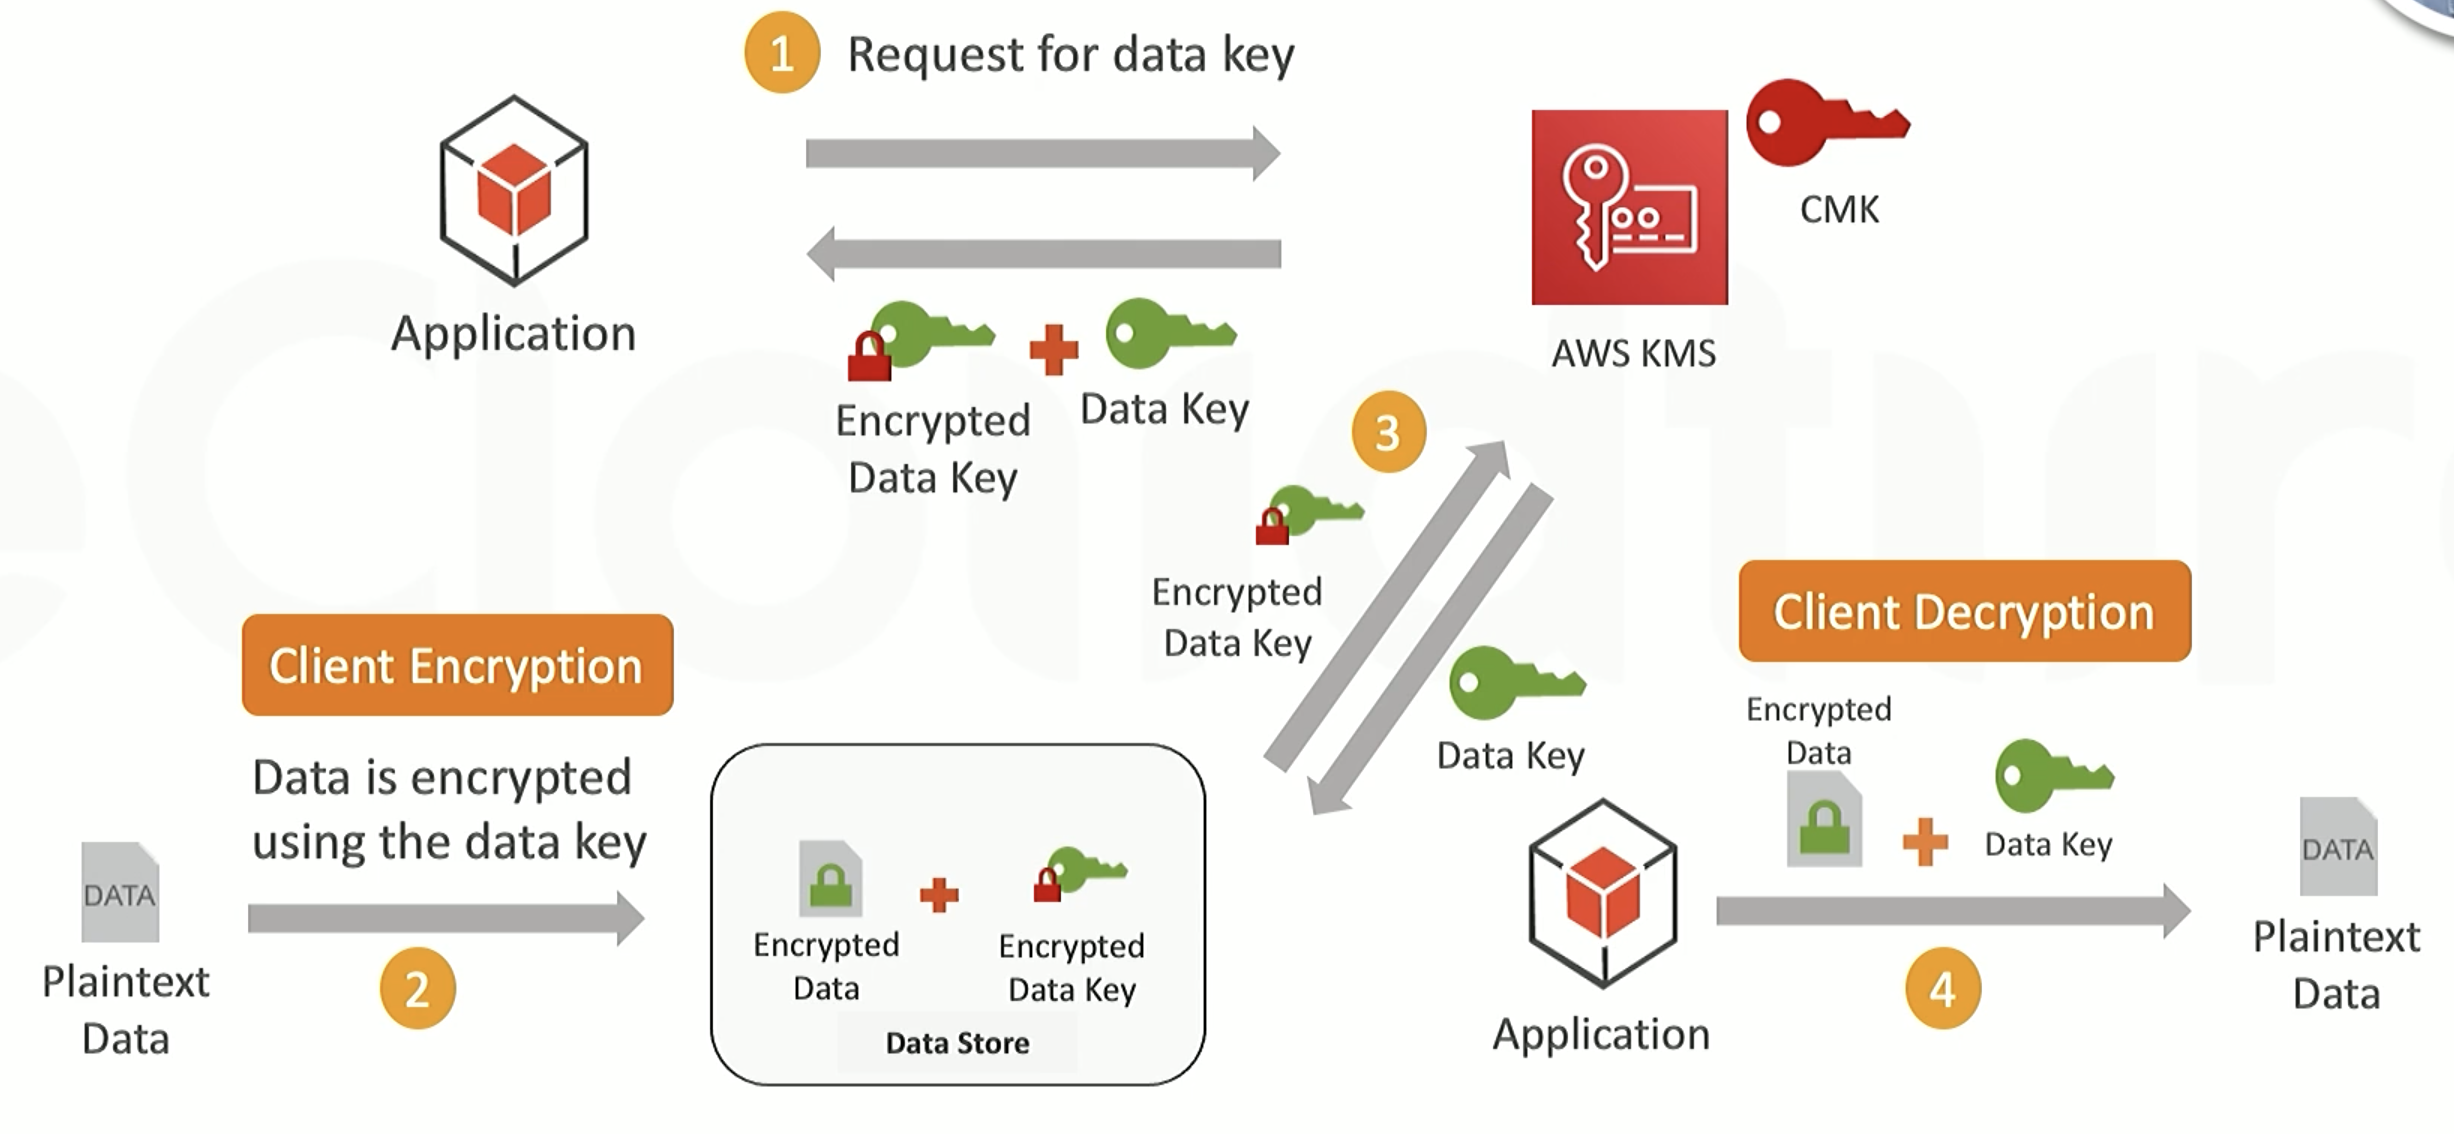 1 Request for data key
CMK
Application
AWS KMS
Encrypted
Data Key
Data Key
3
Encrypted
Data Key
Data Key
Client Encryption
Data is encrypted
using the data key
DATA
Plaintext
Data
2
Encrypted
Data
Encrypted
Data Key
Data Store
Client Decryption
Encrypted
Data
Data Key
Application
4
DATA
Plaintext
Data